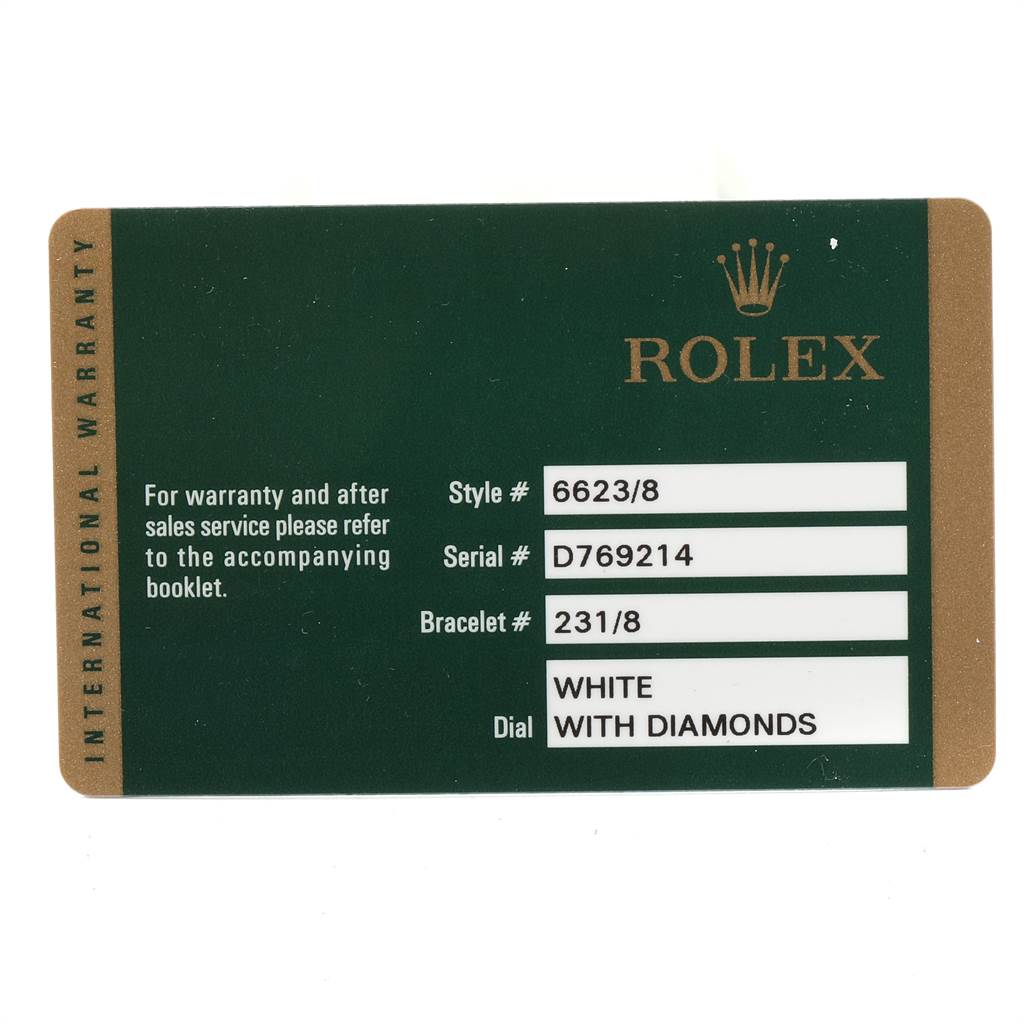 INTERNATIONAL WARRANTY
ROLEX
For warranty and after
sales service please refer
to the accompanying
booklet.
Style # 6623/8
Serial # D769214
Bracelet # 231/8
Dial WHITE
WITH DIAMONDS